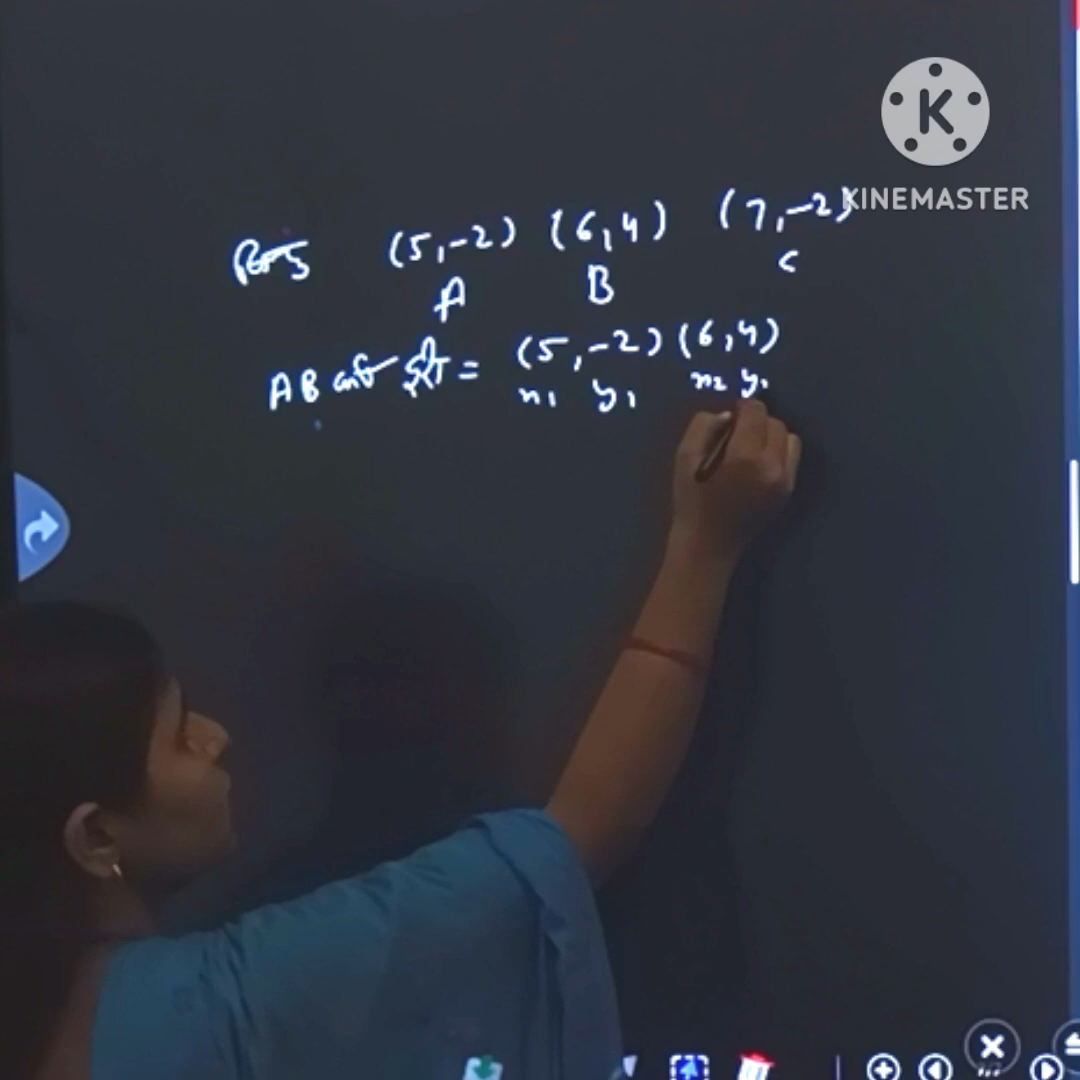 K
KINEMASTER
(5,-2) (6,4) (7,-2)
A B C
AB की दूरी = (5,-2) (6,4)
x1 y1 x2 y2